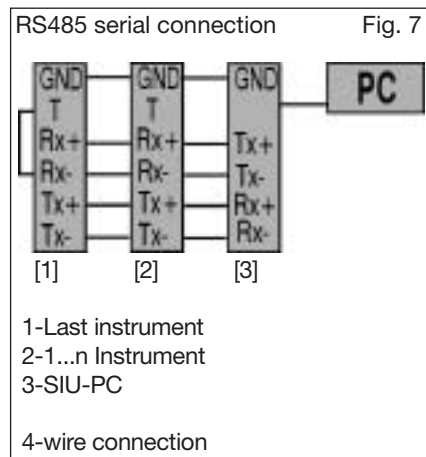 RS485 serial connection Fig. 7
GND GND GND PC
T T
Rx+ Rx+ Tx+
Rx- Rx- Tx-
Tx+ Tx+ Rx+
Tx- Tx- Rx-
[1] [2] [3]
1-Last instrument
2-1...n Instrument
3-SIU-PC
4-wire connection